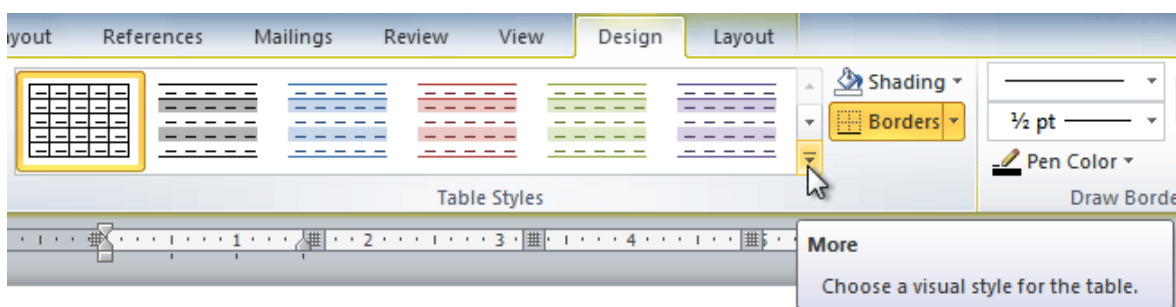 ayout References Mailings Review View Design Layout
Shading
Borders
½ pt
Pen Color
Table Styles
Draw Borde
1 2 3 4 5
More
Choose a visual style for the table.